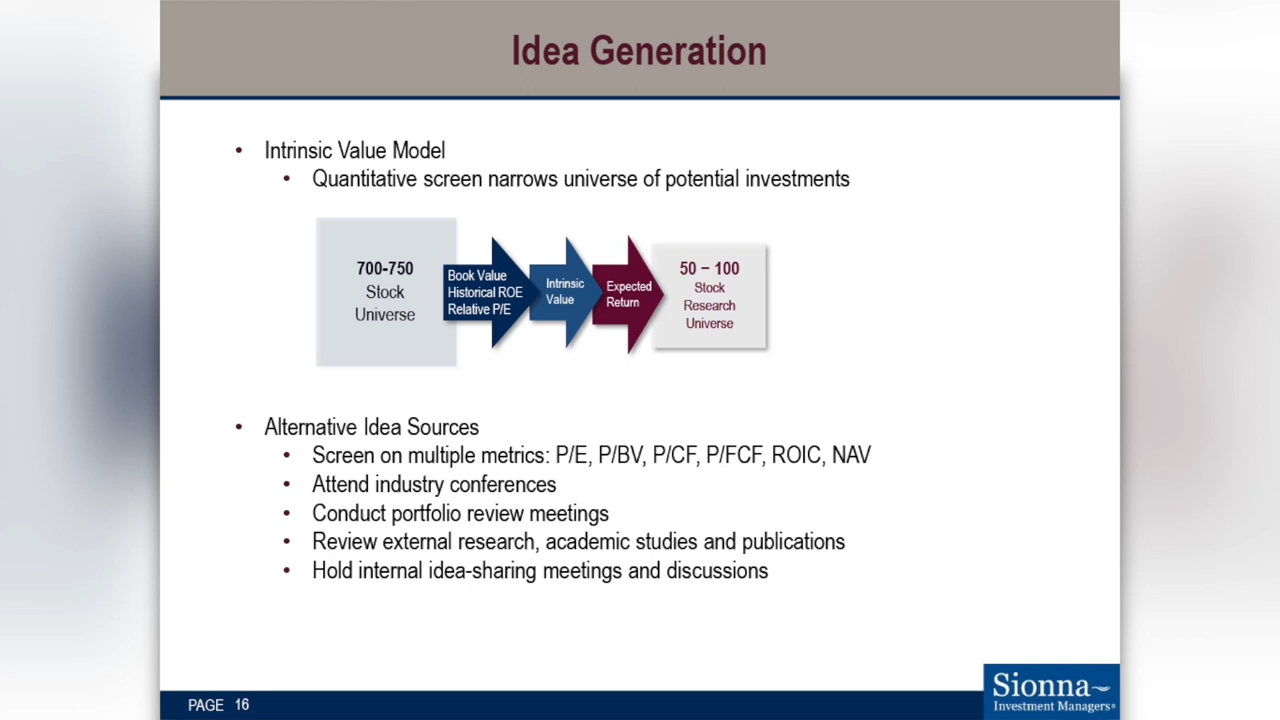 Idea Generation
• Intrinsic Value Model
• Quantitative screen narrows universe of potential investments
700-750
Stock
Universe
Book Value
Historical ROE
Relative P/E
Intrinsic
Value
Expected
Return
50 – 100
Stock
Research
Universe
• Alternative Idea Sources
• Screen on multiple metrics: P/E, P/BV, P/CF, P/FCF, ROIC, NAV
• Attend industry conferences
• Conduct portfolio review meetings
• Review external research, academic studies and publications
• Hold internal idea-sharing meetings and discussions
PAGE 16
Sionna
Investment Managers®